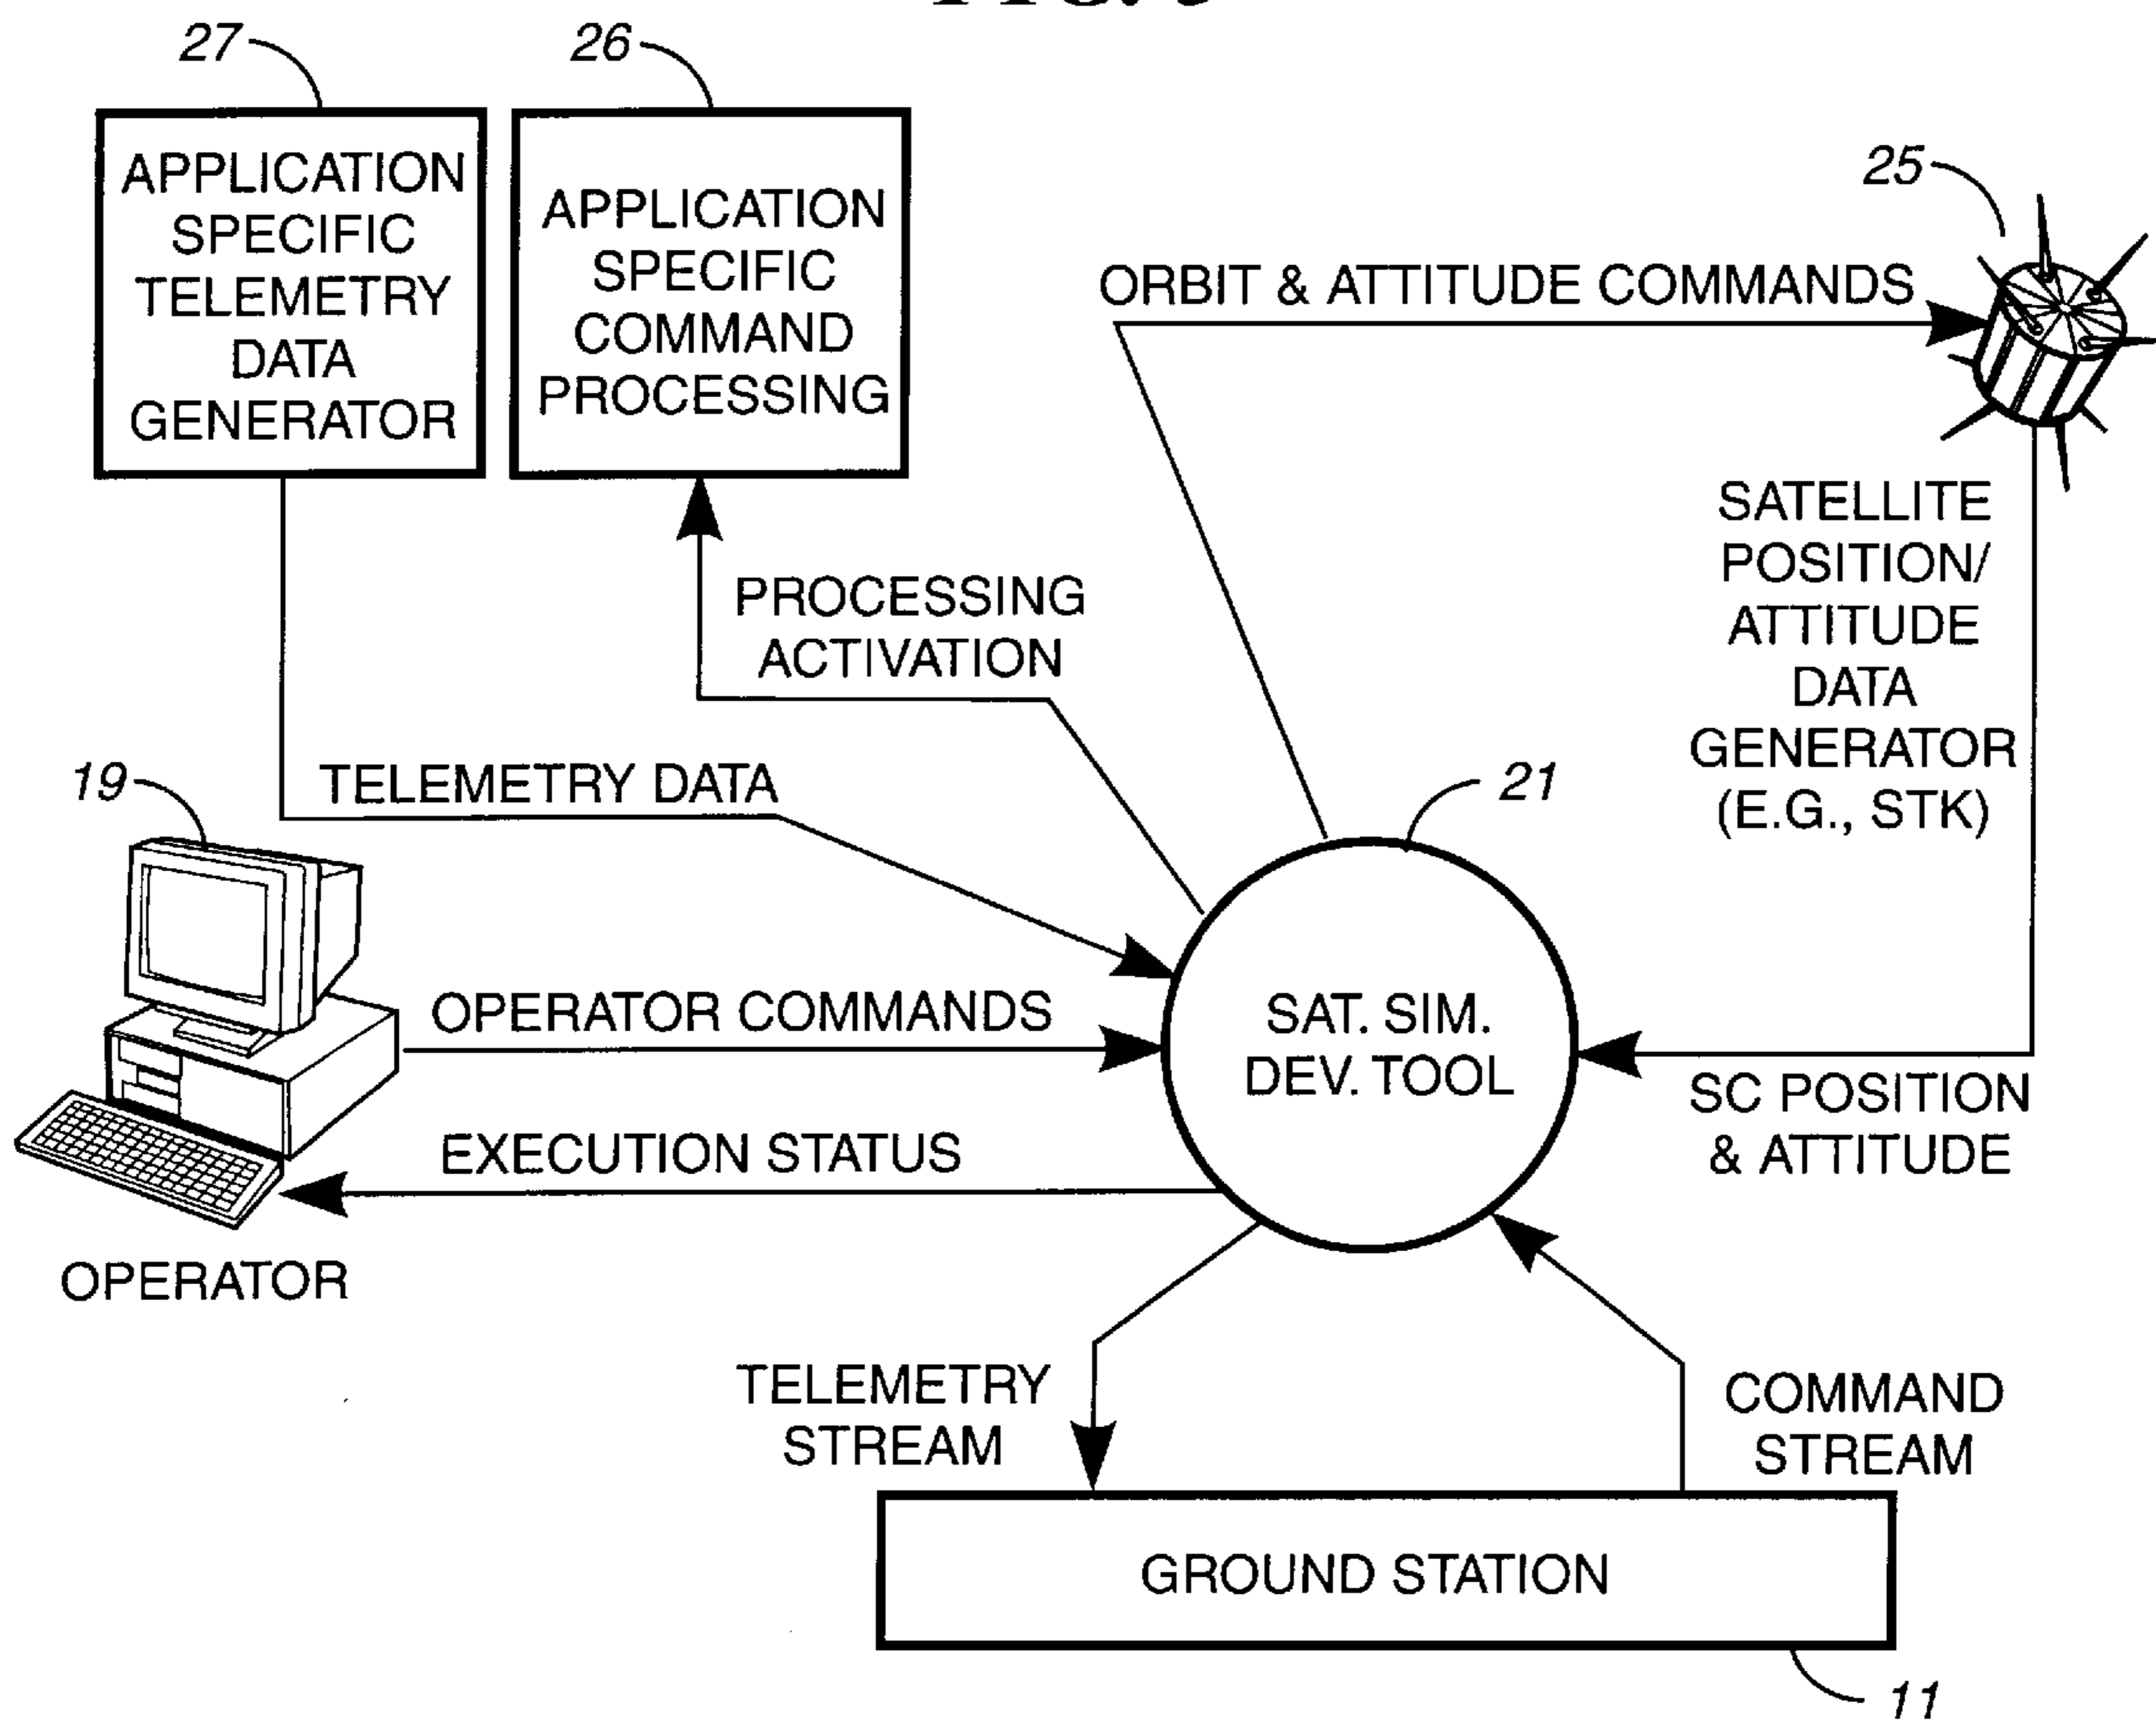 27
26
APPLICATION
SPECIFIC
TELEMETRY
DATA
GENERATOR
APPLICATION
SPECIFIC
COMMAND
PROCESSING
25
ORBIT & ATTITUDE COMMANDS
SATELLITE
POSITION/
ATTITUDE
DATA
GENERATOR
(E.G., STK)
PROCESSING
ACTIVATION
TELEMETRY DATA
19
21
OPERATOR COMMANDS
SAT. SIM.
DEV. TOOL
SC POSITION
& ATTITUDE
EXECUTION STATUS
OPERATOR
TELEMETRY
STREAM
COMMAND
STREAM
GROUND STATION
11